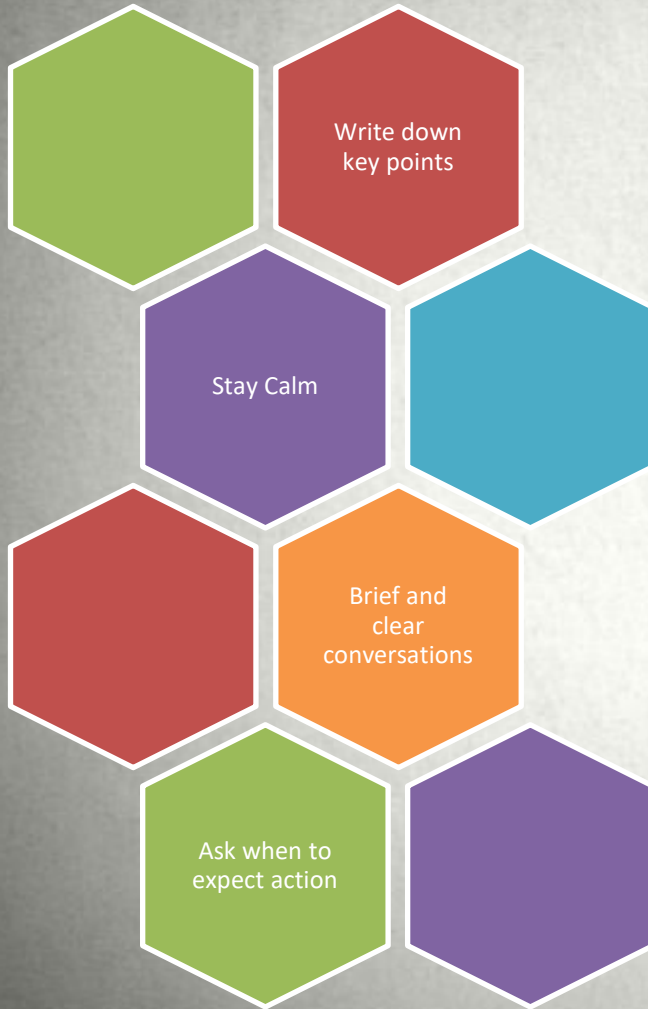 Write down
key points
Stay Calm
Brief and
clear
conversations
Ask when to
expect action